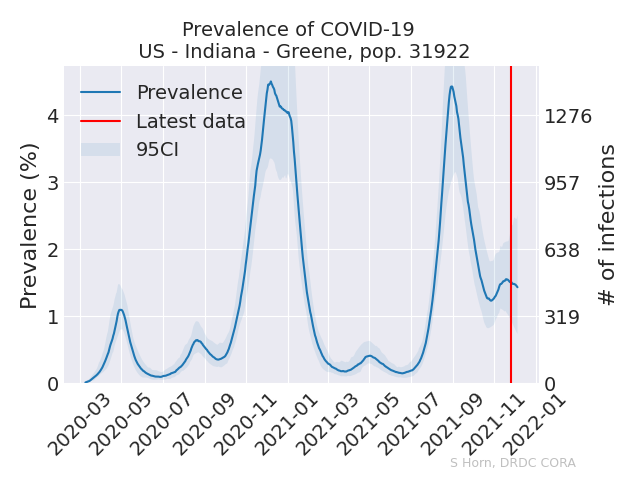 Prevalence of COVID-19
US - Indiana - Greene, pop. 31922
Prevalence
Latest data
95CI
Prevalence (%)
4
3
2
1
0
# of infections
1276
957
638
319
0
2020-03
2020-05
2020-07
2020-09
2020-11
2021-01
2021-03
2021-05
2021-07
2021-09
2021-11
2022-01
S Horn, DRDC CORA